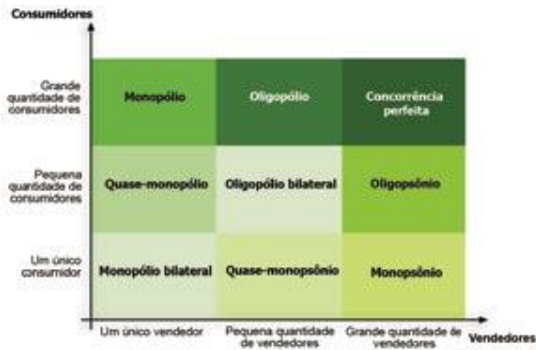 Consumidores
Grande
quantidade de
consumidores
Monopólio
Oligopólio
Concorrência
perfeita
Pequena
quantidade de
consumidores
Quase-monopólio
Oligopólio bilateral
Oligopsônio
Um único
consumidor
Monopólio bilateral
Quase-monopsônio
Monopsônio
Um único vendedor
Pequena quantidade
de vendedores
Grande quantidade de
vendedores
Vendedores